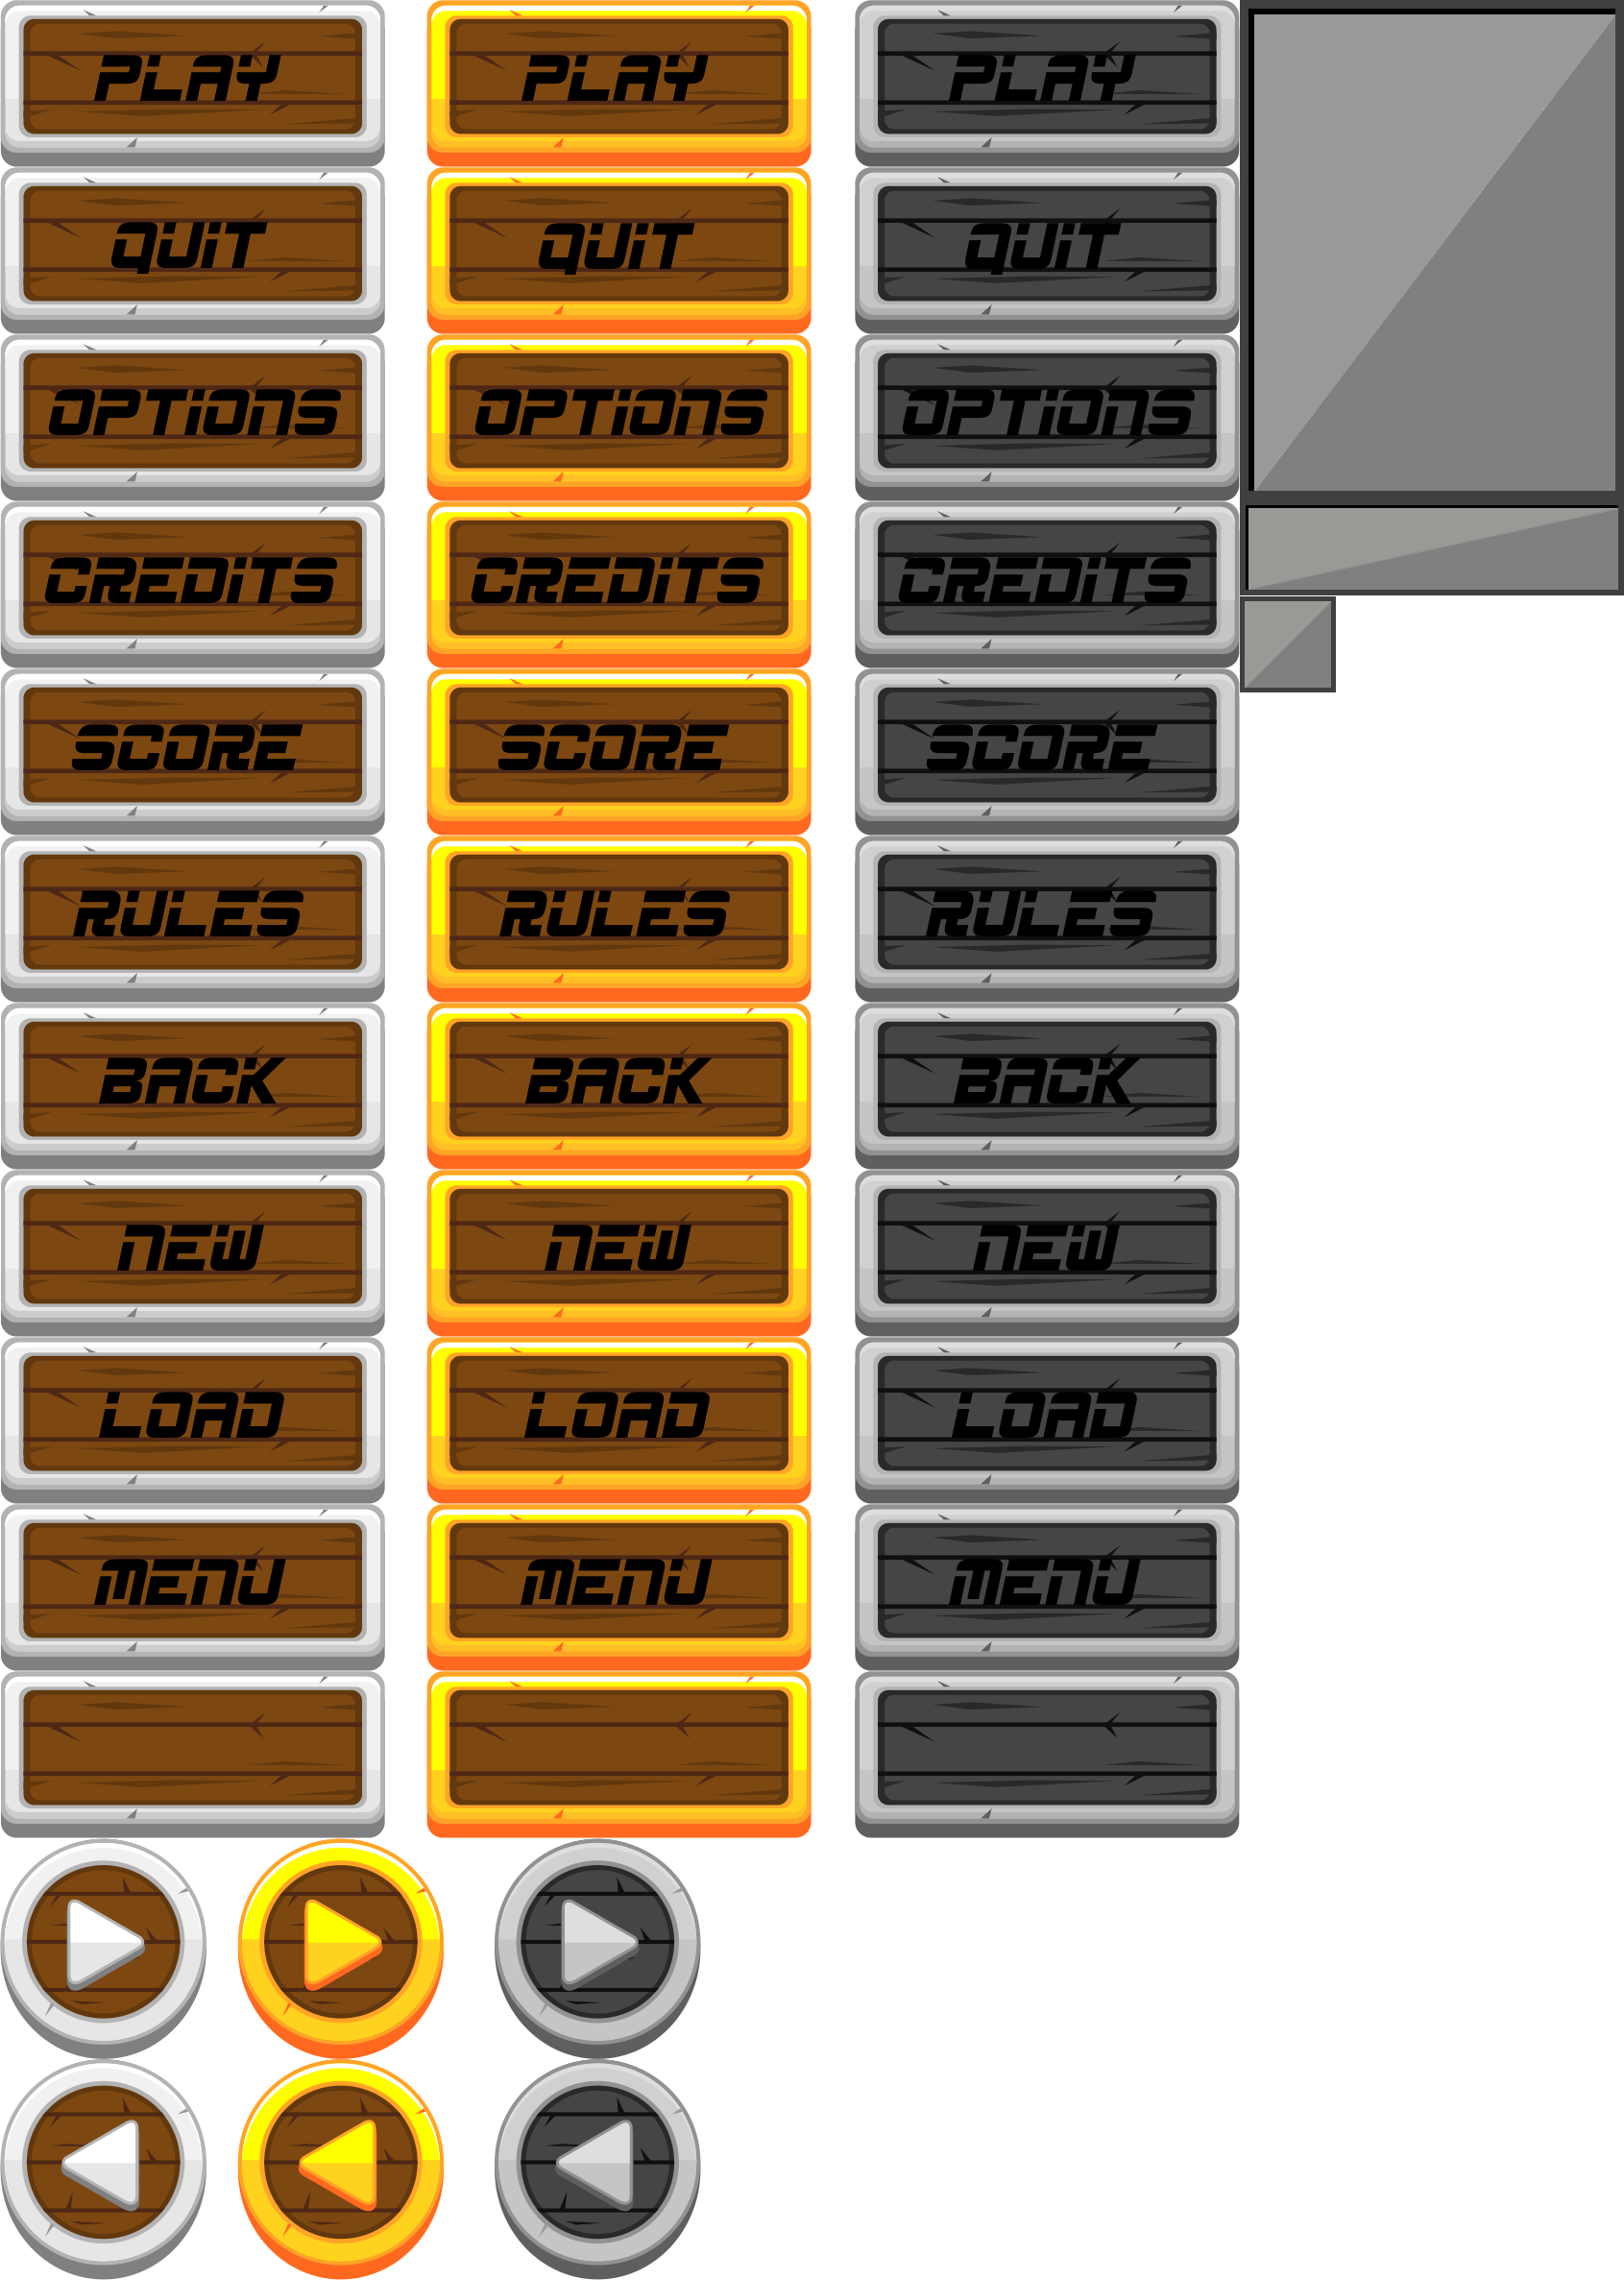 PLAY PLAY PLAY
QUIT QUIT QUIT
OPTIONS OPTIONS OPTIONS
CREDITS CREDITS CREDITS
SCORE SCORE SCORE
RULES RULES RULES
BACK BACK BACK
NEW NEW NEW
LOAD LOAD LOAD
MENU MENU MENU